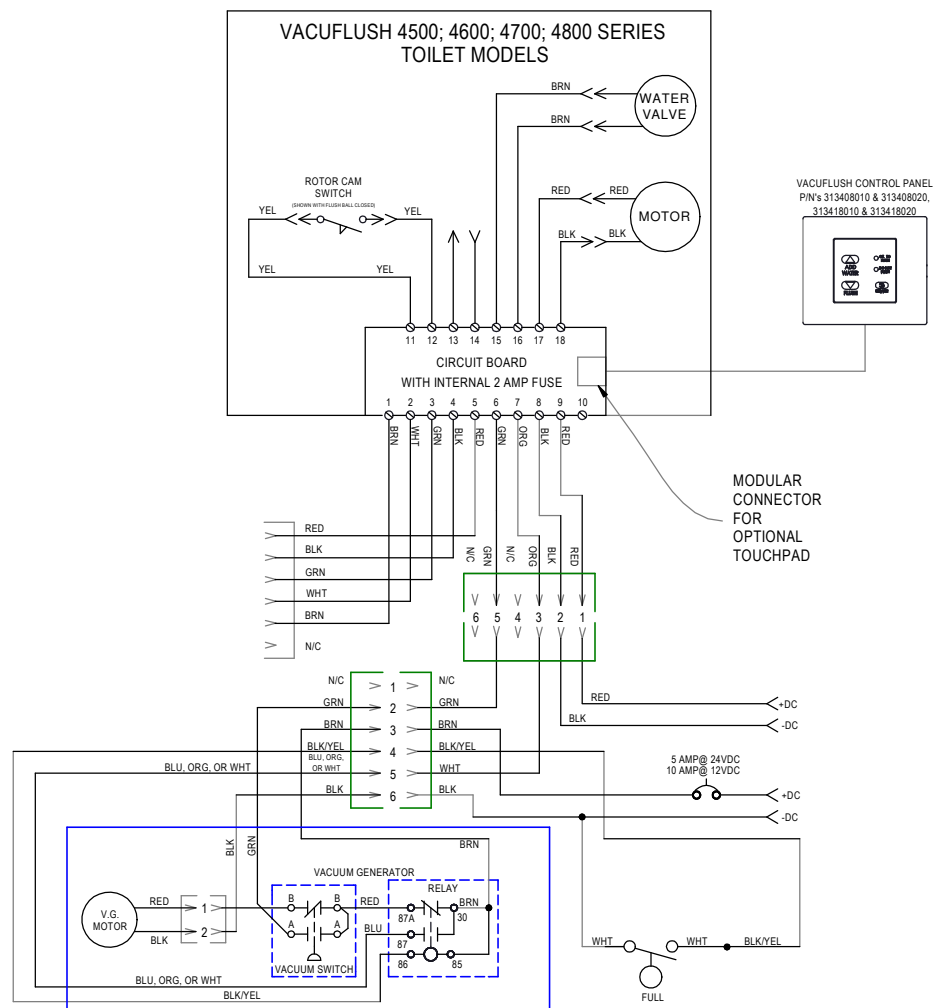 VACUFLUSH 4500; 4600; 4700; 4800 SERIES
TOILET MODELS
BRN
WATER
VALVE
BRN
ROTOR CAM
SWITCH
(SHOWN WITH FLUSH BALL CLOSED)
YEL
YEL
RED
RED
MOTOR
BLK
BLK
YEL
YEL
VACUFLUSH CONTROL PANEL
P/N's 313408010 & 313408020,
313418010 & 313418020
ADD
WATER
FLUSH
11 12 13 14 15 16 17 18
CIRCUIT BOARD
WITH INTERNAL 2 AMP FUSE
1 2 3 4 5 6 7 8 9 10
BRN
WHT
GRN
BLK
RED
GRN
ORG
BLK
RED
MODULAR
CONNECTOR
FOR
OPTIONAL
TOUCHPAD
RED
BLK
GRN
WHT
BRN
N/C
N/C
GRN
N/C
ORG
BLK
RED
6 5 4 3 2 1
N/C 1 N/C
GRN 2 GRN
BRN 3 BRN
BLK/YEL 4 BLK/YEL
BLU, ORG, OR WHT
BLU, ORG,
OR WHT
5 WHT
BLK 6 BLK
RED
+DC
BLK
-DC
5 AMP@ 24VDC
10 AMP@ 12VDC
+DC
-DC
BLK
GRN
BRN
VACUUM GENERATOR
RELAY
V.G.
MOTOR
RED
1
BLK
2
B B
A A
VACUUM SWITCH
RED
87A
BRN
30
BLU
87
86
85
WHT
WHT
BLK/YEL
FULL
BLU, ORG, OR WHT
BLK/YEL